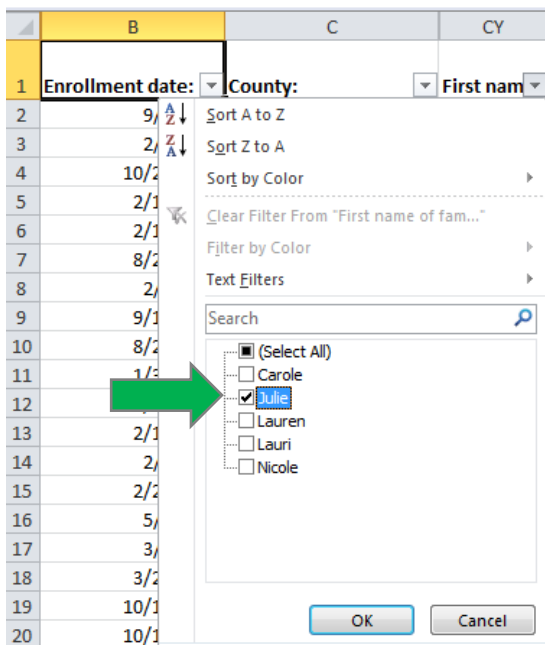 B C CY
1 Enrollment date: County: First nam
2 9/
3 2/
4 10/2
5 2/1
6 2/1
7 8/2
8 2/
9 9/1
10 8/2
11 1/3
12
13 2/1
14 2/
15 2/2
16 5/
17 3/
18 3/2
19 10/1
20 10/1
A Z Sort A to Z
Z A Sort Z to A
Sort by Color
Clear Filter From "First name of fam..."
Filter by Color
Text Filters
Search
(Select All)
Carole
Julie
Lauren
Lauri
Nicole
OK Cancel